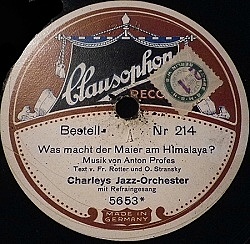 Clausophon
RECORD
Bestell- Nr 214
Was macht der Maier am Himalaya?
Musik von Anton Profes
Text v. Fr. Rotter und O. Stransky
Charleys Jazz-Orchester
mit Refraingesang
5653*
MADE IN
GERMANY